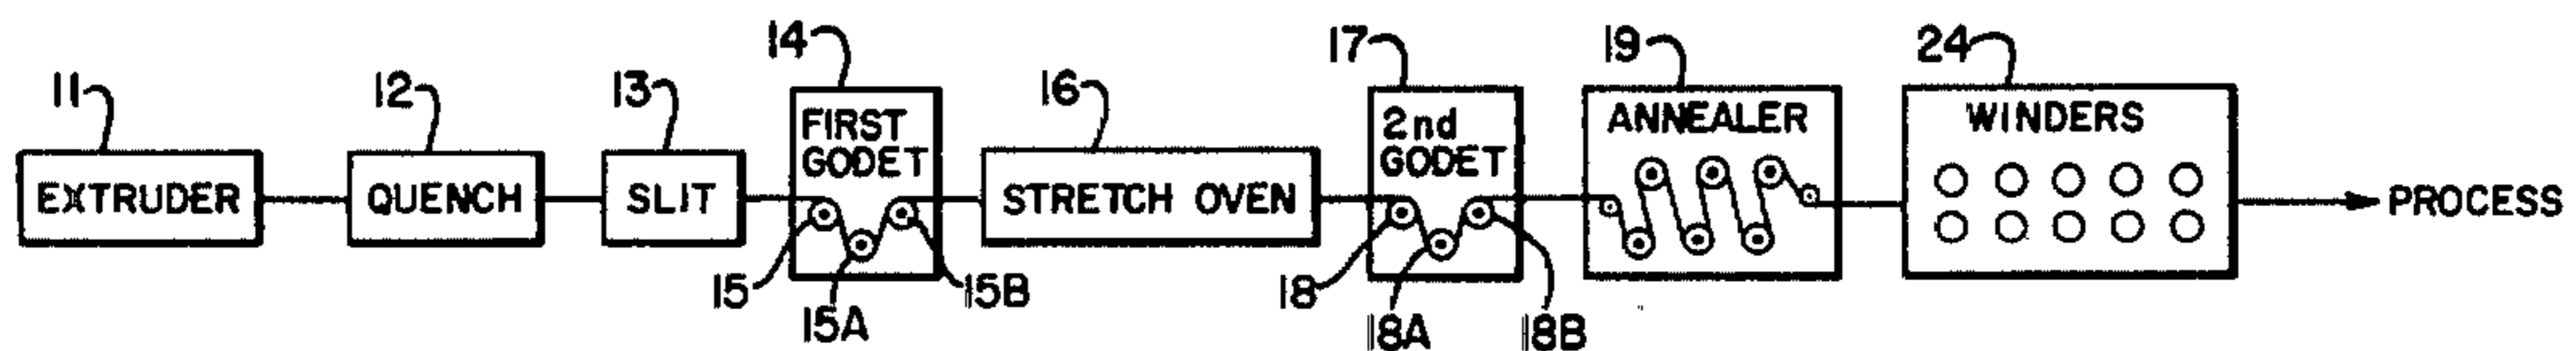 11
12
13
14
16
17
19
24
EXTRUDER
QUENCH
SLIT
FIRST
GODET
STRETCH OVEN
2nd
GODET
ANNEALER
WINDERS
PROCESS
15
15A
15B
18
18A
18B